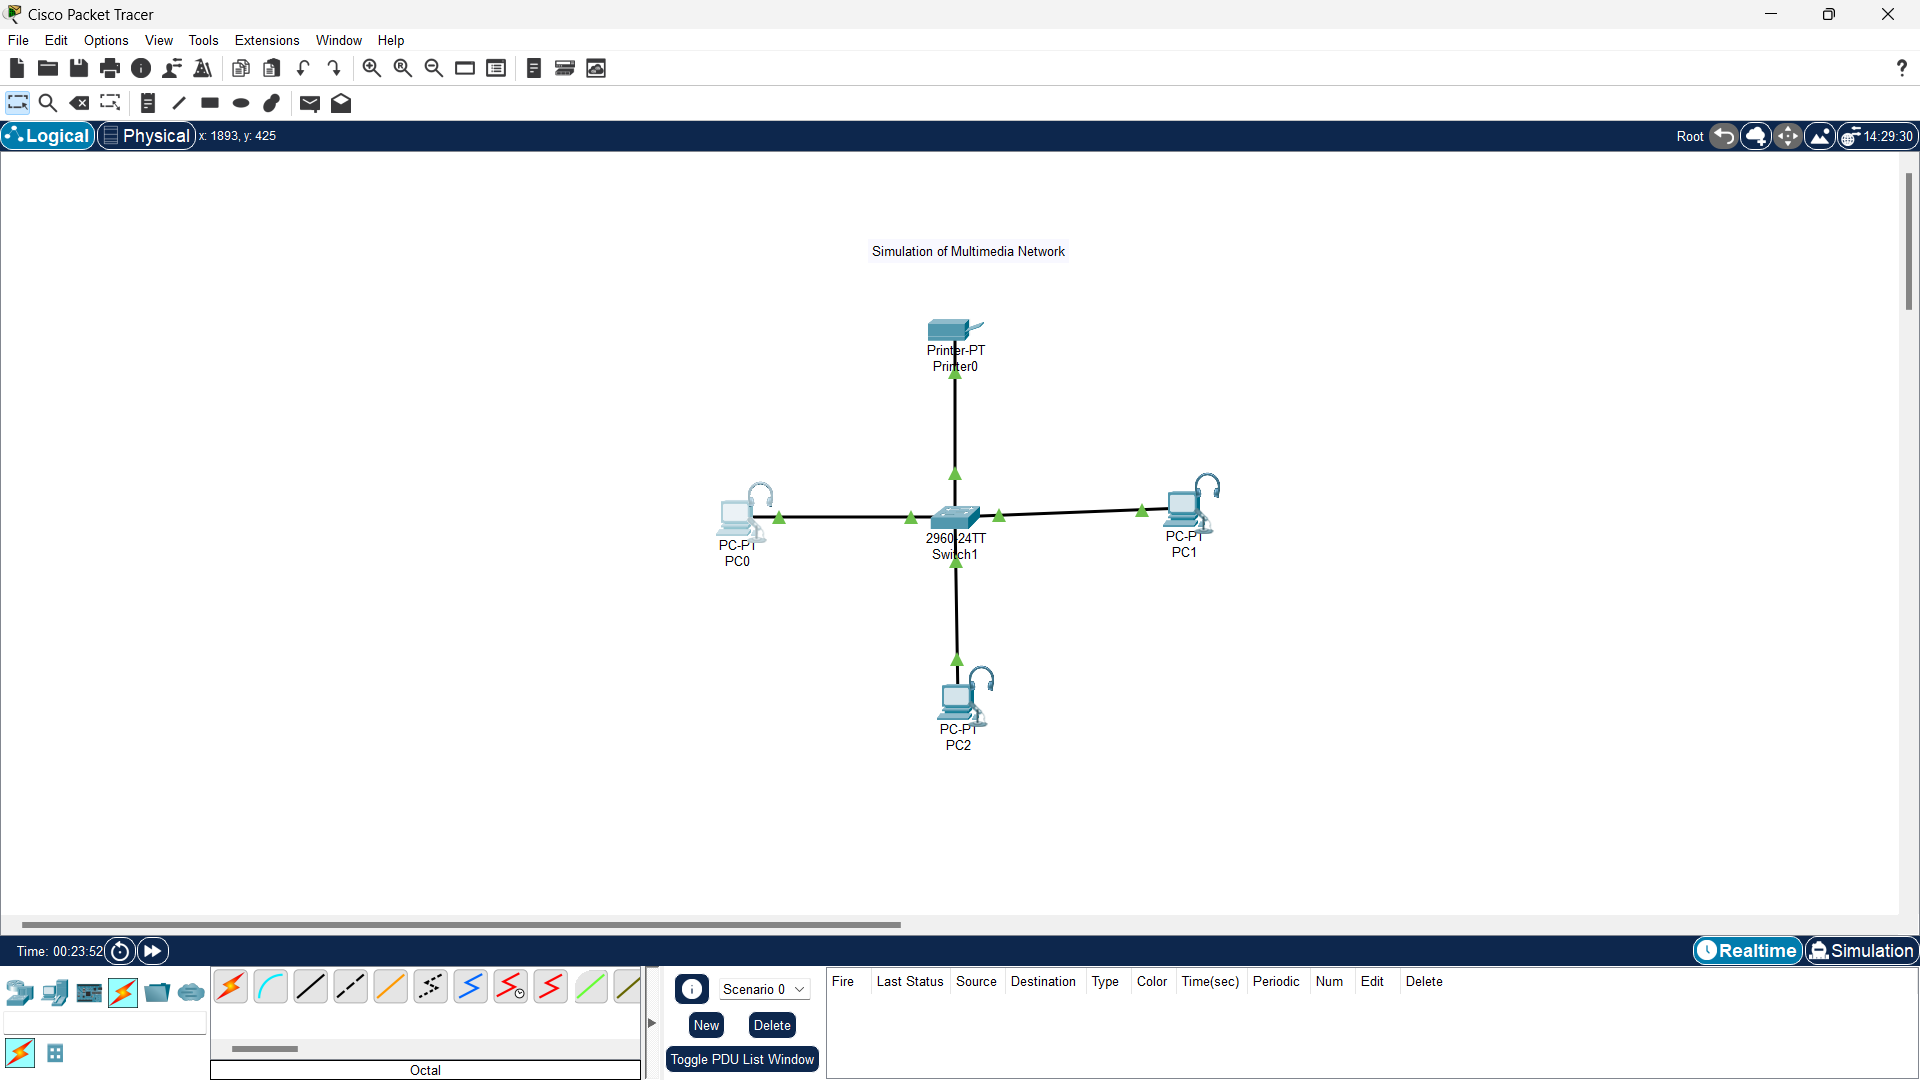 Cisco Packet Tracer
File Edit Options View Tools Extensions Window Help
?
Logical Physical x: 1893, y: 425 Root 14:29:30
Simulation of Multimedia Network
Printer-PT
Printer0
PC-PT
PC0
2960-24TT
Switch1
PC-PT
PC1
PC-PT
PC2
Time: 00:23:52 Realtime Simulation
Scenario 0
New Delete
Toggle PDU List Window
Fire Last Status Source Destination Type Color Time(sec) Periodic Num Edit Delete
Octal